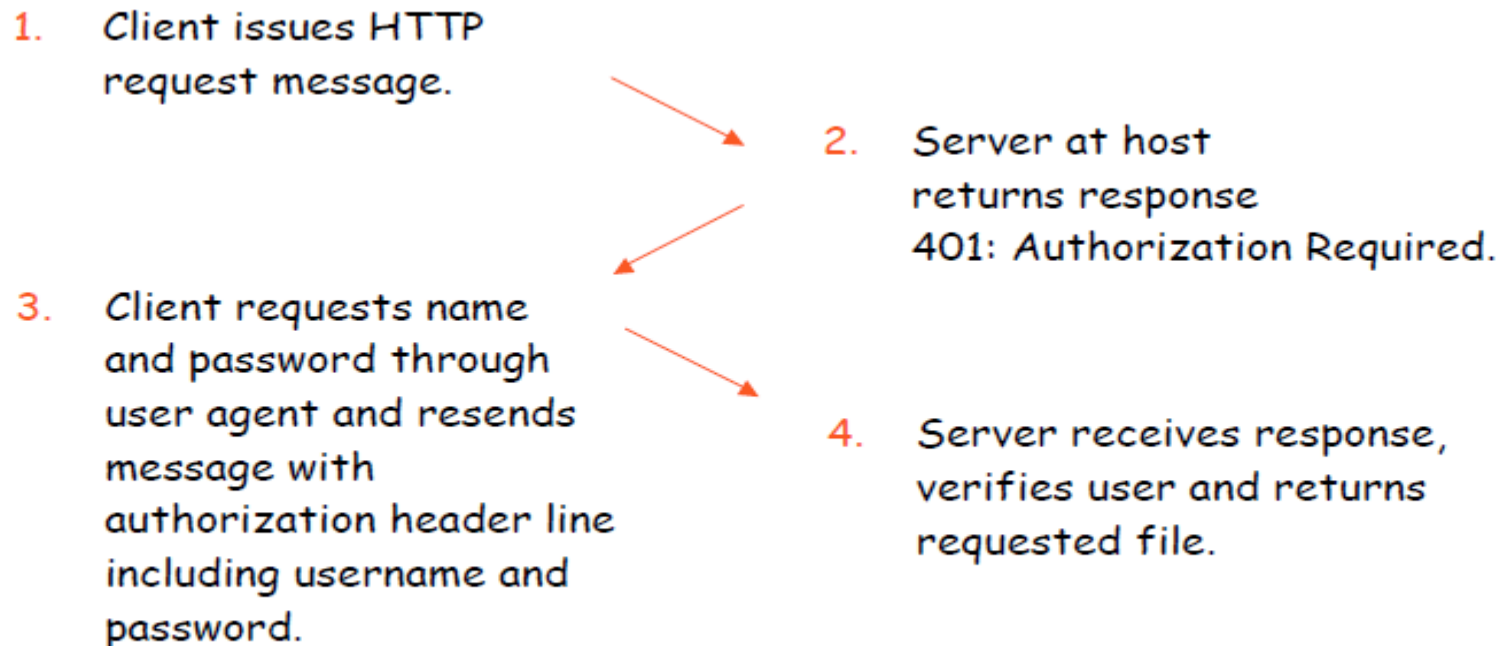 1. Client issues HTTP
request message.
2. Server at host
returns response
401: Authorization Required.
3. Client requests name
and password through
user agent and resends
message with
authorization header line
including username and
password.
4. Server receives response,
verifies user and returns
requested file.